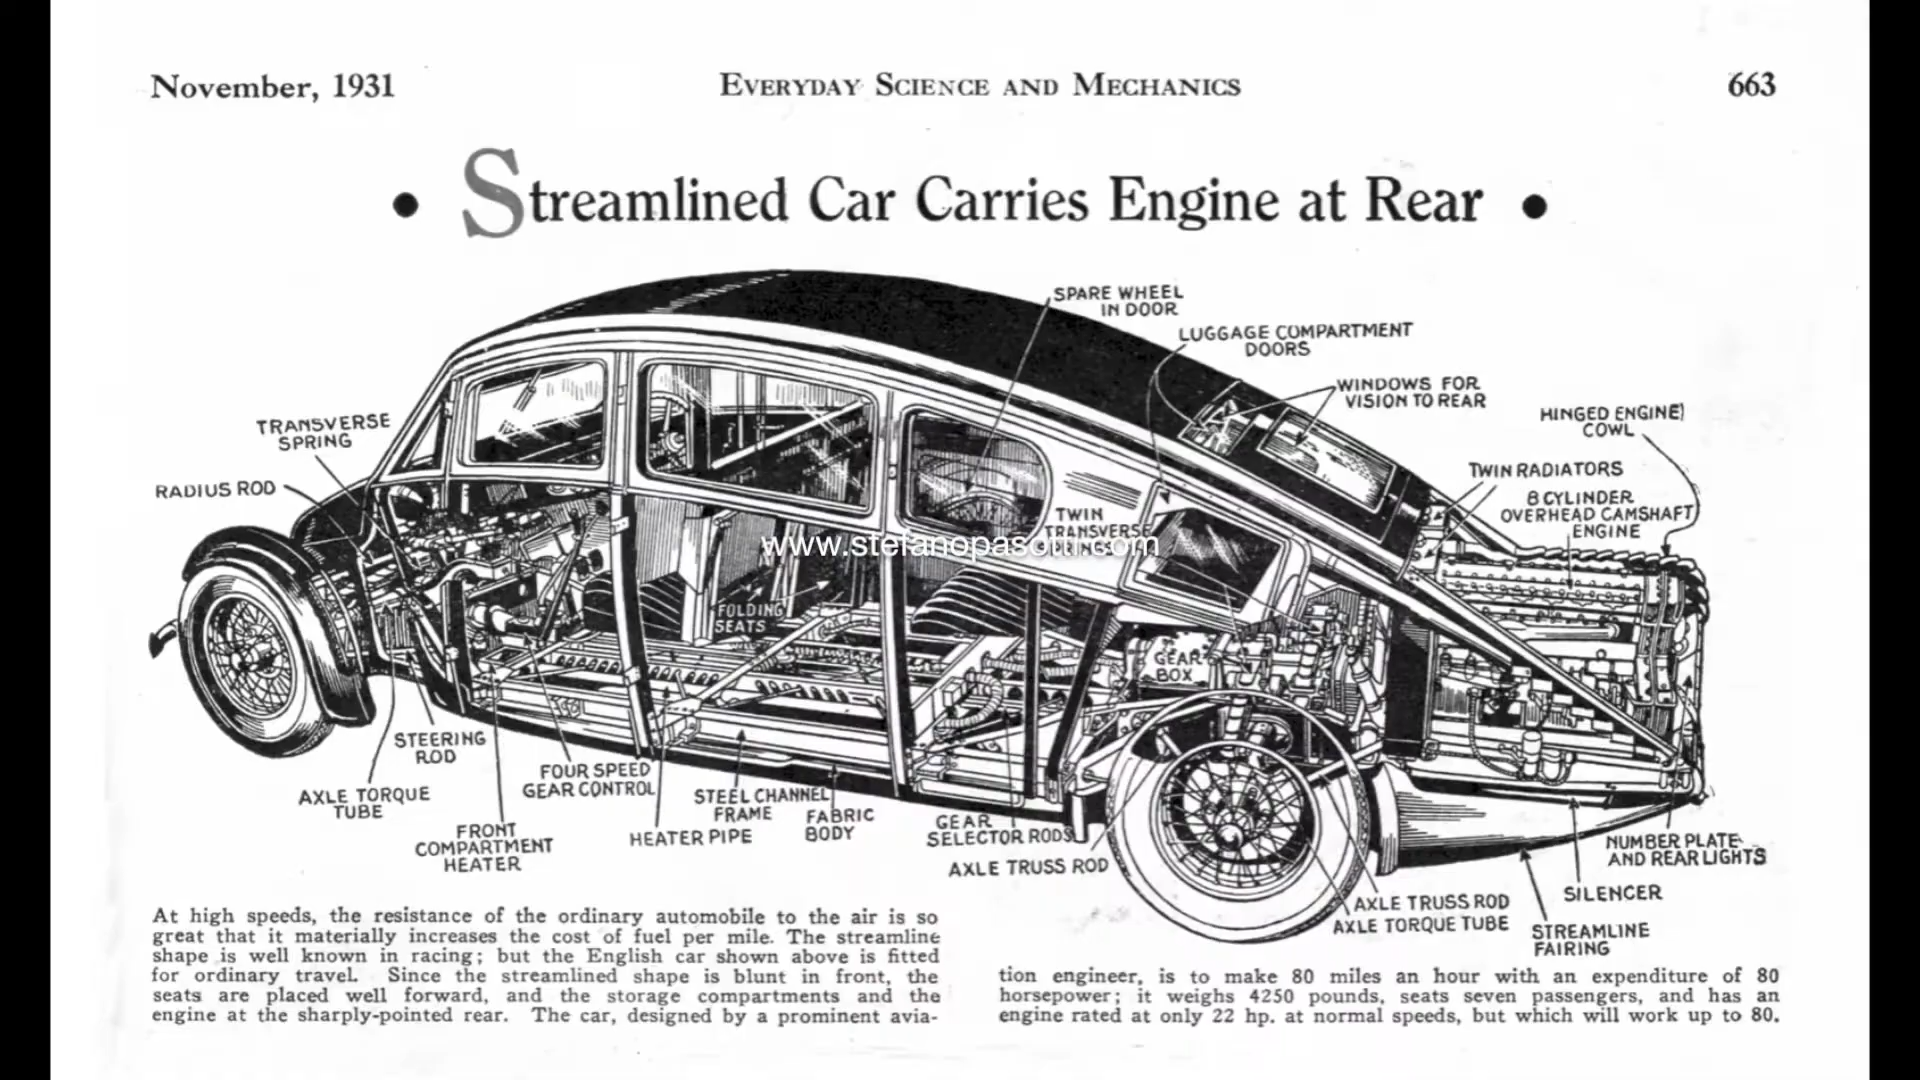 November, 1931
EVERYDAY SCIENCE AND MECHANICS
663
• Streamlined Car Carries Engine at Rear •
SPARE WHEEL
IN DOOR
LUGGAGE COMPARTMENT
DOORS
WINDOWS FOR
VISION TO REAR
HINGED ENGINE
COWL
TWIN RADIATORS
8 CYLINDER
OVERHEAD CAMSHAFT
ENGINE
TRANSVERSE
SPRING
RADIUS ROD
TWIN
TRANSVERSE
SPRINGS
www.stefanopasotti.com
FOLDING
SEATS
GEAR
BOX
STEERING
ROD
AXLE TORQUE
TUBE
FOUR SPEED
GEAR CONTROL
FRONT
COMPARTMENT
HEATER
HEATER PIPE
STEEL CHANNEL
FRAME
FABRIC
BODY
GEAR
SELECTOR RODS
AXLE TRUSS ROD
AXLE TRUSS ROD
AXLE TORQUE TUBE
NUMBER PLATE
AND REAR LIGHTS
SILENCER
STREAMLINE
FAIRING
At high speeds, the resistance of the ordinary automobile to the air is so
great that it materially increases the cost of fuel per mile. The streamline
shape is well known in racing; but the English car shown above is fitted
for ordinary travel. Since the streamlined shape is blunt in front, the
seats are placed well forward, and the storage compartments and the
engine at the sharply-pointed rear. The car, designed by a prominent avia-
tion engineer, is to make 80 miles an hour with an expenditure of 80
horsepower; it weighs 4250 pounds, seats seven passengers, and has an
engine rated at only 22 hp. at normal speeds, but which will work up to 80.